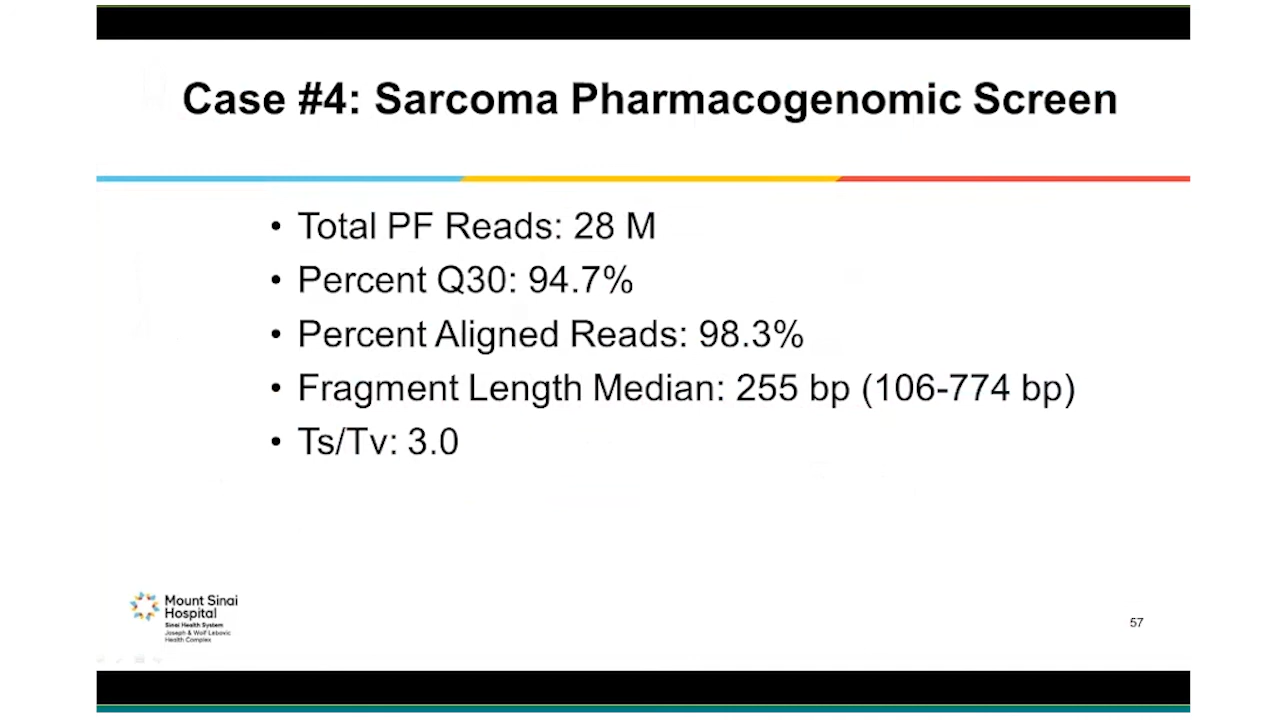 Case #4: Sarcoma Pharmacogenomic Screen
• Total PF Reads: 28 M
• Percent Q30: 94.7%
• Percent Aligned Reads: 98.3%
• Fragment Length Median: 255 bp (106-774 bp)
• Ts/Tv: 3.0
Mount Sinai
Hospital
Sinai Health System
Joseph & Wolf Lebovic
Health Complex
57